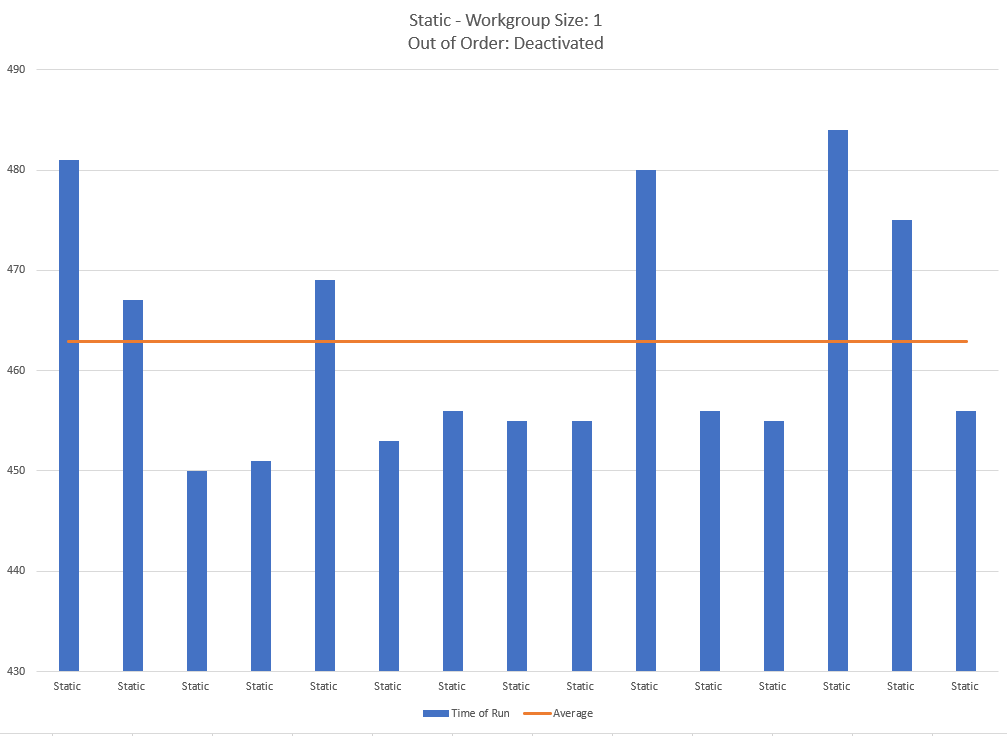 Static - Workgroup Size: 1
Out of Order: Deactivated
490
480
470
460
450
440
430
Static Static Static Static Static Static Static Static Static Static Static Static Static Static Static
Time of Run Average